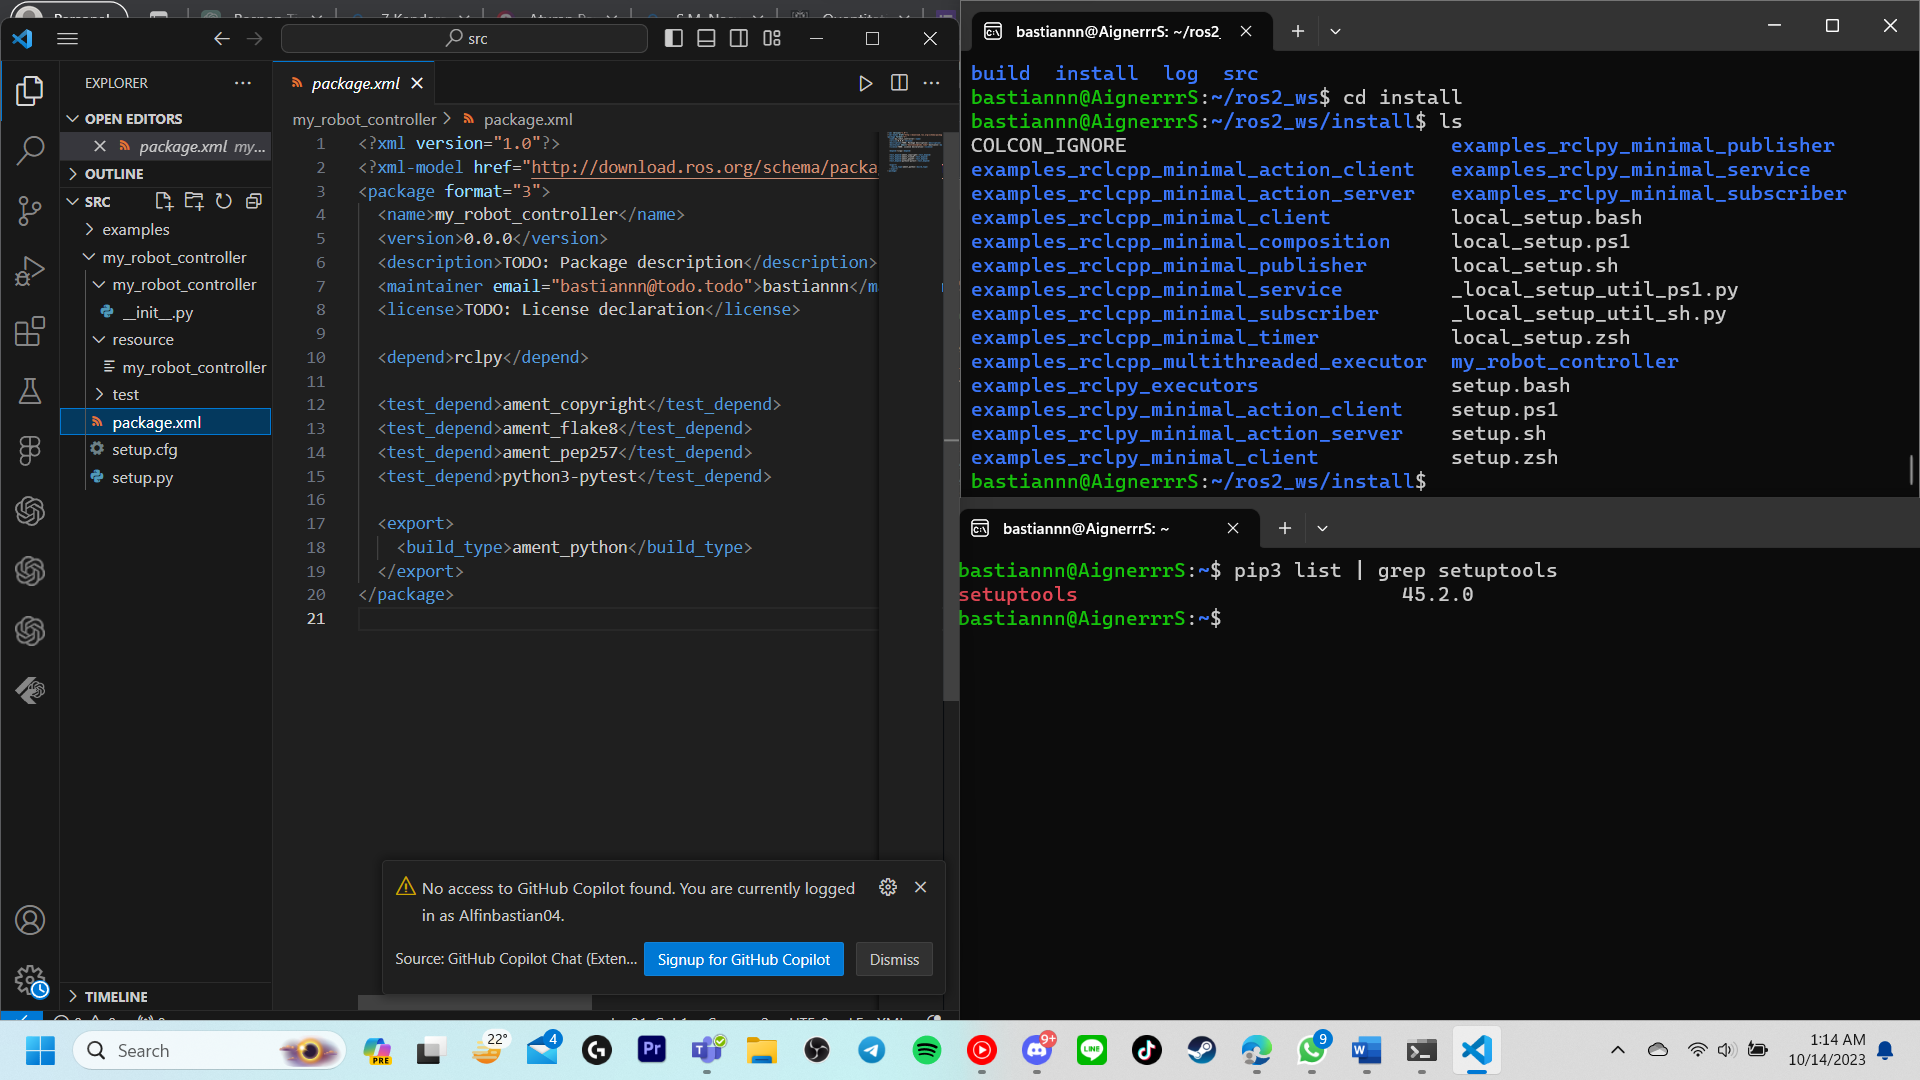 src
EXPLORER
OPEN EDITORS
package.xml my...
OUTLINE
SRC
examples
my_robot_controller
my_robot_controller
__init__.py
resource
my_robot_controller
test
package.xml
setup.cfg
setup.py
TIMELINE
package.xml
my_robot_controller > package.xml
1 <?xml version="1.0"?>
2 <?xml-model href="http://download.ros.org/schema/packa
3 <package format="3">
4 <name>my_robot_controller</name>
5 <version>0.0.0</version>
6 <description>TODO: Package description</description>
7 <maintainer email="bastiannn@todo.todo">bastiannn</m
8 <license>TODO: License declaration</license>
9
10 <depend>rclpy</depend>
11
12 <test_depend>ament_copyright</test_depend>
13 <test_depend>ament_flake8</test_depend>
14 <test_depend>ament_pep257</test_depend>
15 <test_depend>python3-pytest</test_depend>
16
17 <export>
18 <build_type>ament_python</build_type>
19 </export>
20 </package>
21
No access to GitHub Copilot found. You are currently logged
in as Alfinbastian04.
Source: GitHub Copilot Chat (Exten...
Signup for GitHub Copilot
Dismiss
bastiannn@AignerrrS: ~/ros2_
build install log src
bastiannn@AignerrrS:~/ros2_ws$ cd install
bastiannn@AignerrrS:~/ros2_ws/install$ ls
COLCON_IGNORE examples_rclpy_minimal_publisher
examples_rclcpp_minimal_action_client examples_rclpy_minimal_service
examples_rclcpp_minimal_action_server examples_rclpy_minimal_subscriber
examples_rclcpp_minimal_client local_setup.bash
examples_rclcpp_minimal_composition local_setup.ps1
examples_rclcpp_minimal_publisher local_setup.sh
examples_rclcpp_minimal_service _local_setup_util_ps1.py
examples_rclcpp_minimal_subscriber _local_setup_util_sh.py
examples_rclcpp_minimal_timer local_setup.zsh
examples_rclcpp_multithreaded_executor my_robot_controller
examples_rclpy_executors setup.bash
examples_rclpy_minimal_action_client setup.ps1
examples_rclpy_minimal_action_server setup.sh
examples_rclpy_minimal_client setup.zsh
bastiannn@AignerrrS:~/ros2_ws/install$
bastiannn@AignerrrS: ~
bastiannn@AignerrrS:~$ pip3 list | grep setuptools
setuptools 45.2.0
bastiannn@AignerrrS:~$
Search
PRE
22°
4
Pr
9+
LINE
9
1:14 AM
10/14/2023